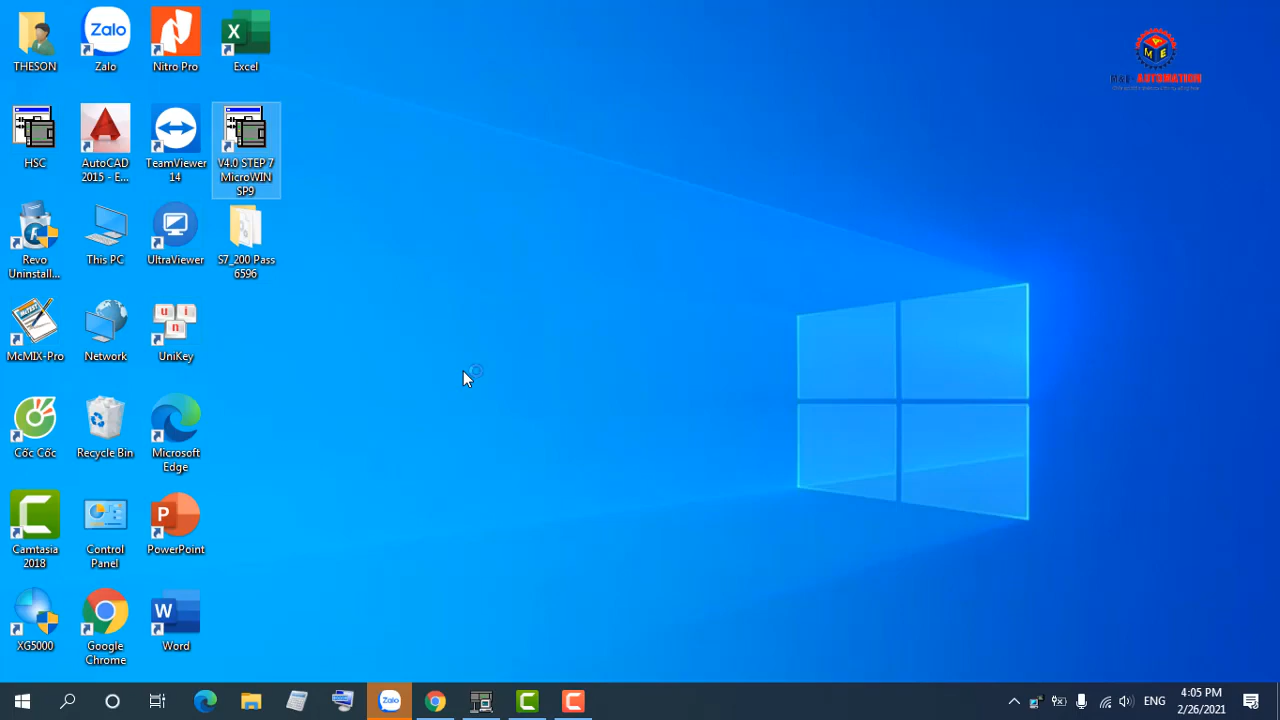 THESON
Zalo
Zalo
Nitro Pro
Excel
M E
M&E - AUTOMATION
HSC
AutoCAD
2015 - E...
TeamViewer
14
V4.0 STEP 7
MicroWIN
SP9
Revo
Uninstall...
This PC
UltraViewer
S7_200 Pass
6596
McMIX-Pro
Network
u i
n
UniKey
Cốc Cốc
Recycle Bin
Microsoft
Edge
Camtasia
2018
Control
Panel
P
PowerPoint
XG5000
Google
Chrome
W
Word
Zalo
ENG
4:05 PM
2/26/2021